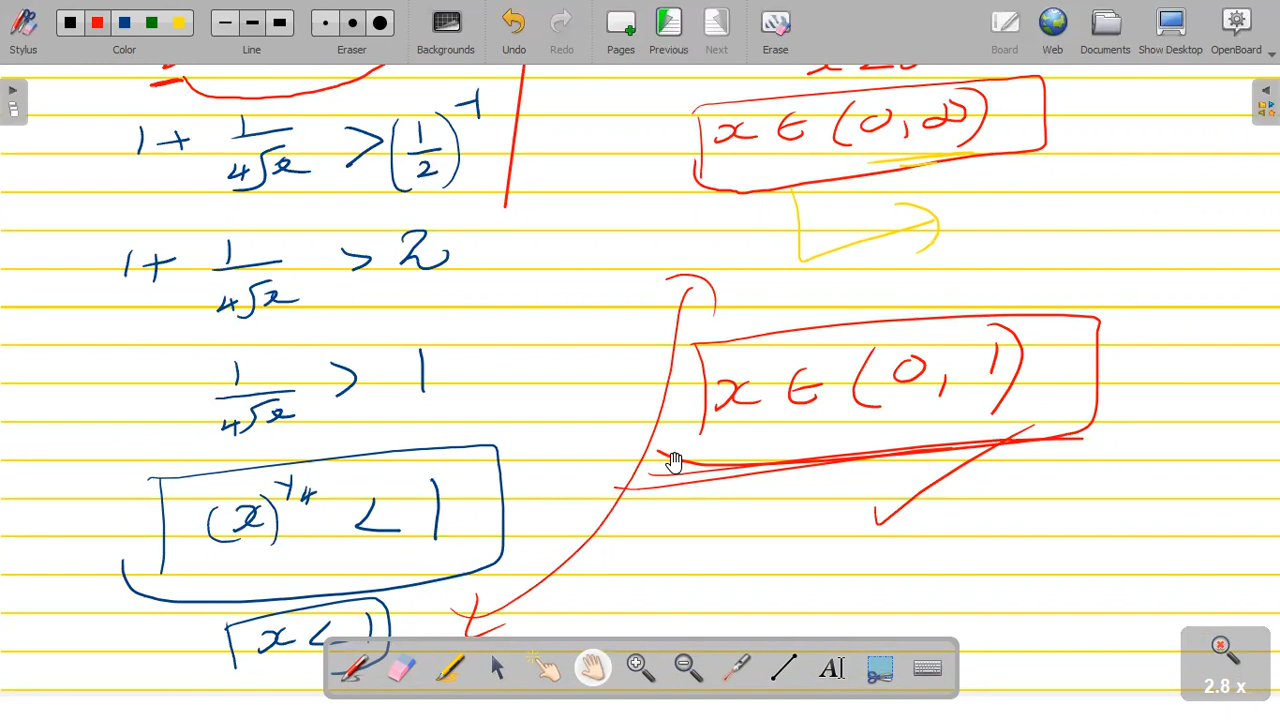 Stylus
Color
Line
Eraser
Backgrounds
Undo
Redo
Pages
Previous
Next
Erase
Board
Web
Documents
Show Desktop
OpenBoard
1 + 1/4√x > (1/2)^-1
1 + 1/4√x > 2
1/4√x > 1
(x)^1/4 < 1
x < 1
x ∈ (0, ∞)
x ∈ (0, 1)
2.8 x